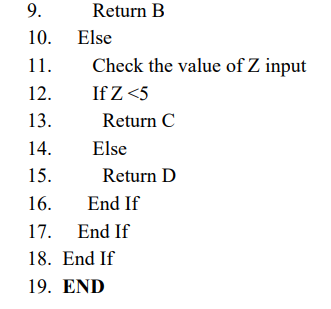 9. Return B
10. Else
11. Check the value of Z input
12. If Z <5
13. Return C
14. Else
15. Return D
16. End If
17. End If
18. End If
19. END